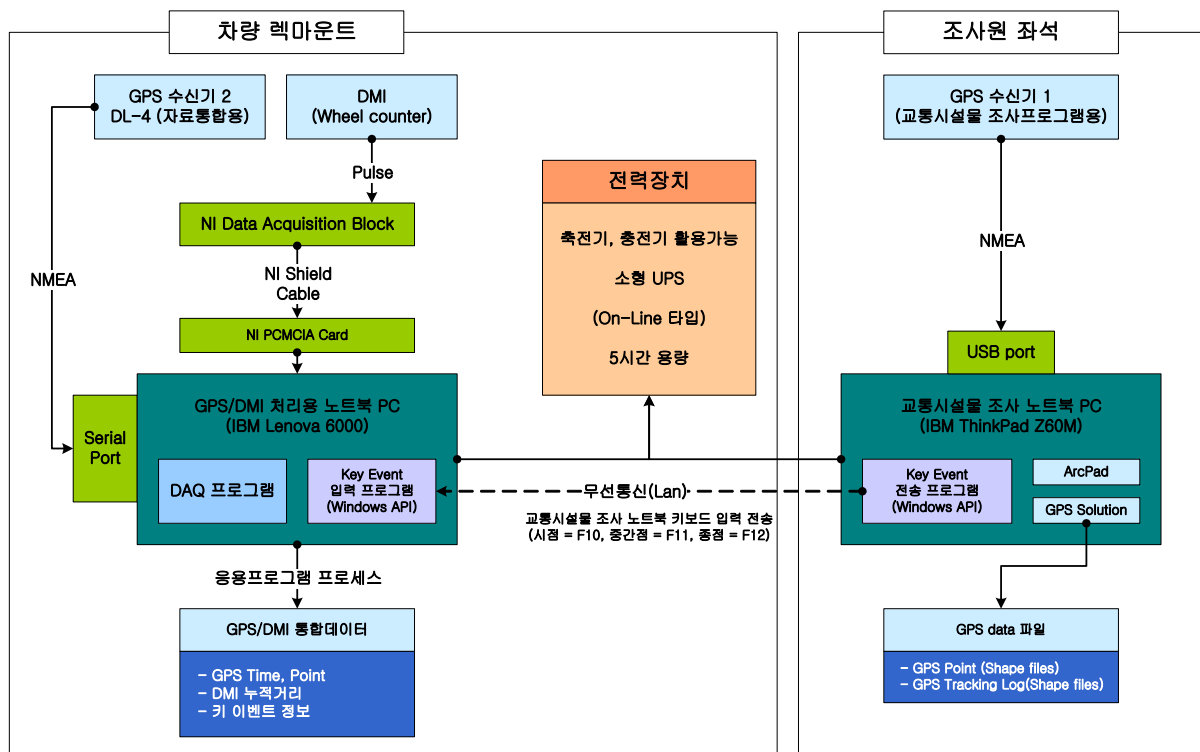 차량 렉마운트
조사원 좌석
GPS 수신기 2
DL-4 (자료통합용)
DMI
(Wheel counter)
GPS 수신기 1
(교통시설물 조사프로그램용)
Pulse
전력장치
NI Data Acquisition Block
축전기, 충전기 활용가능
소형 UPS
(On-Line 타입)
5시간 용량
NMEA
NI Shield
Cable
NMEA
NI PCMCIA Card
USB port
Serial
Port
GPS/DMI 처리용 노트북 PC
(IBM Lenova 6000)
교통시설물 조사 노트북 PC
(IBM ThinkPad Z60M)
DAQ 프로그램
Key Event
입력 프로그램
(Windows API)
무선통신(Lan)
Key Event
전송 프로그램
(Windows API)
ArcPad
GPS Solution
교통시설물 조사 노트북 키보드 입력 전송
(시점 = F10, 중간점 = F11, 종점 = F12)
응용프로그램 프로세스
GPS/DMI 통합데이터
- GPS Time, Point
- DMI 누적거리
- 키 이벤트 정보
GPS data 파일
- GPS Point (Shape files)
- GPS Tracking Log(Shape files)